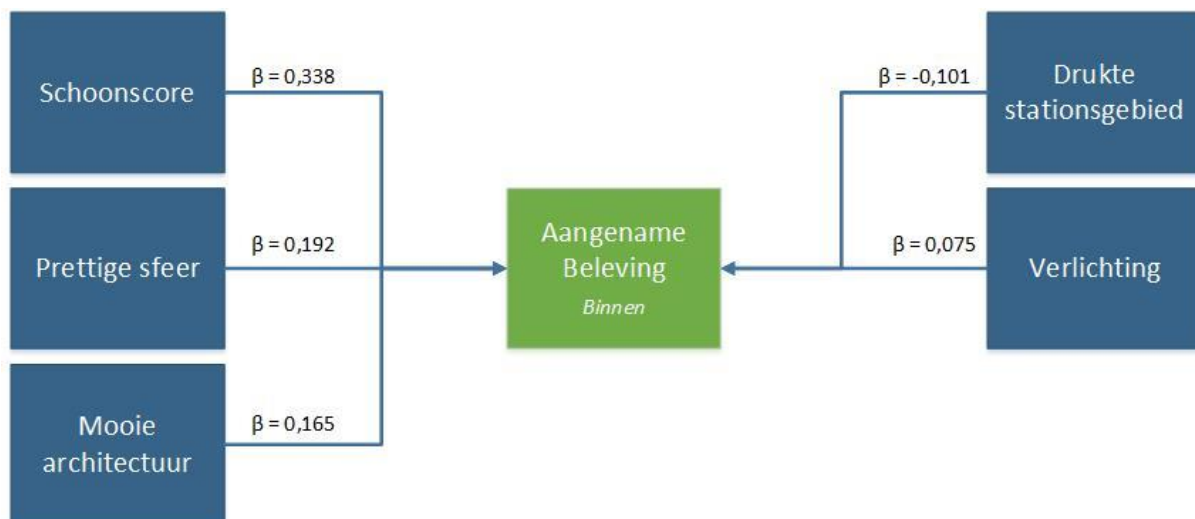 Schoonscore
β = 0,338
Prettige sfeer
β = 0,192
Mooie
architectuur
β = 0,165
Aangename
Beleving
Binnen
β = -0,101
Drukte
stationsgebied
β = 0,075
Verlichting